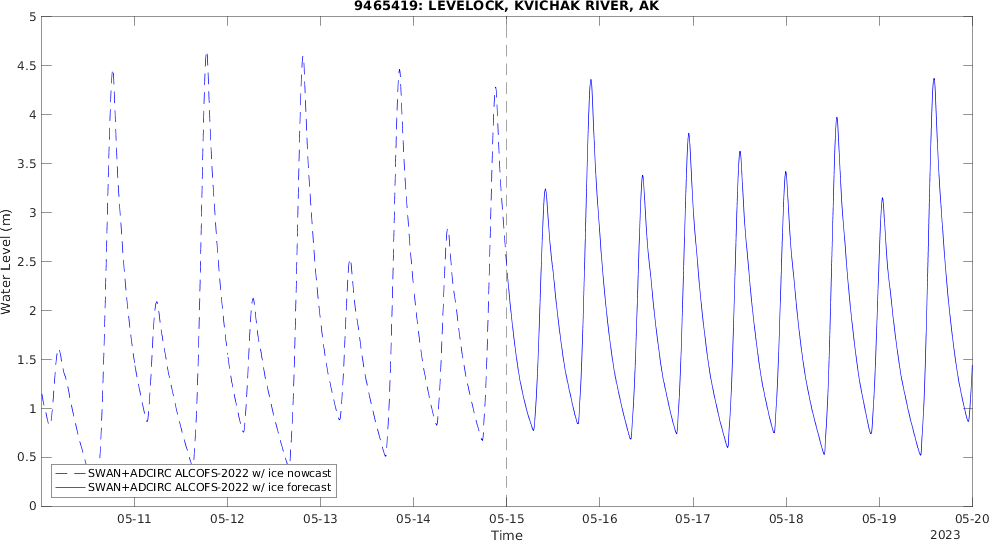 9465419: LEVELOCK, KVICHAK RIVER, AK
5
4.5
4
3.5
3
2.5
2
1.5
1
0.5
0
Water Level (m)
SWAN+ADCIRC ALCOFS-2022 w/ ice nowcast
SWAN+ADCIRC ALCOFS-2022 w/ ice forecast
05-11 05-12 05-13 05-14 05-15 05-16 05-17 05-18 05-19 05-20
Time
2023